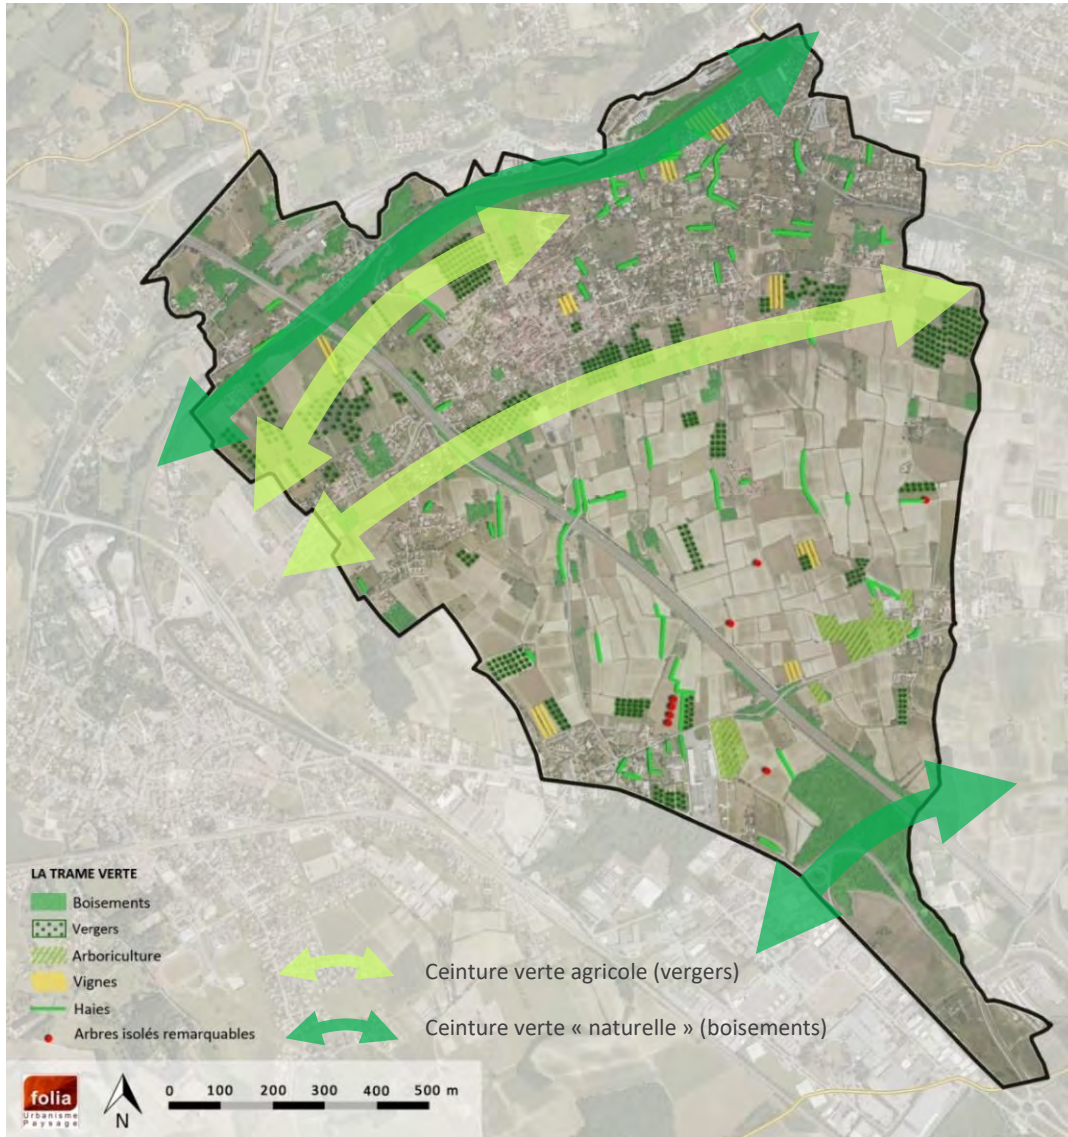 LA TRAME VERTE
Boisements
Vergers
Arboriculture
Vignes
Haies
Arbres isolés remarquables
Ceinture verte agricole (vergers)
Ceinture verte « naturelle » (boisements)
folia
Urbanisme
Paysage
N
0 100 200 300 400 500 m